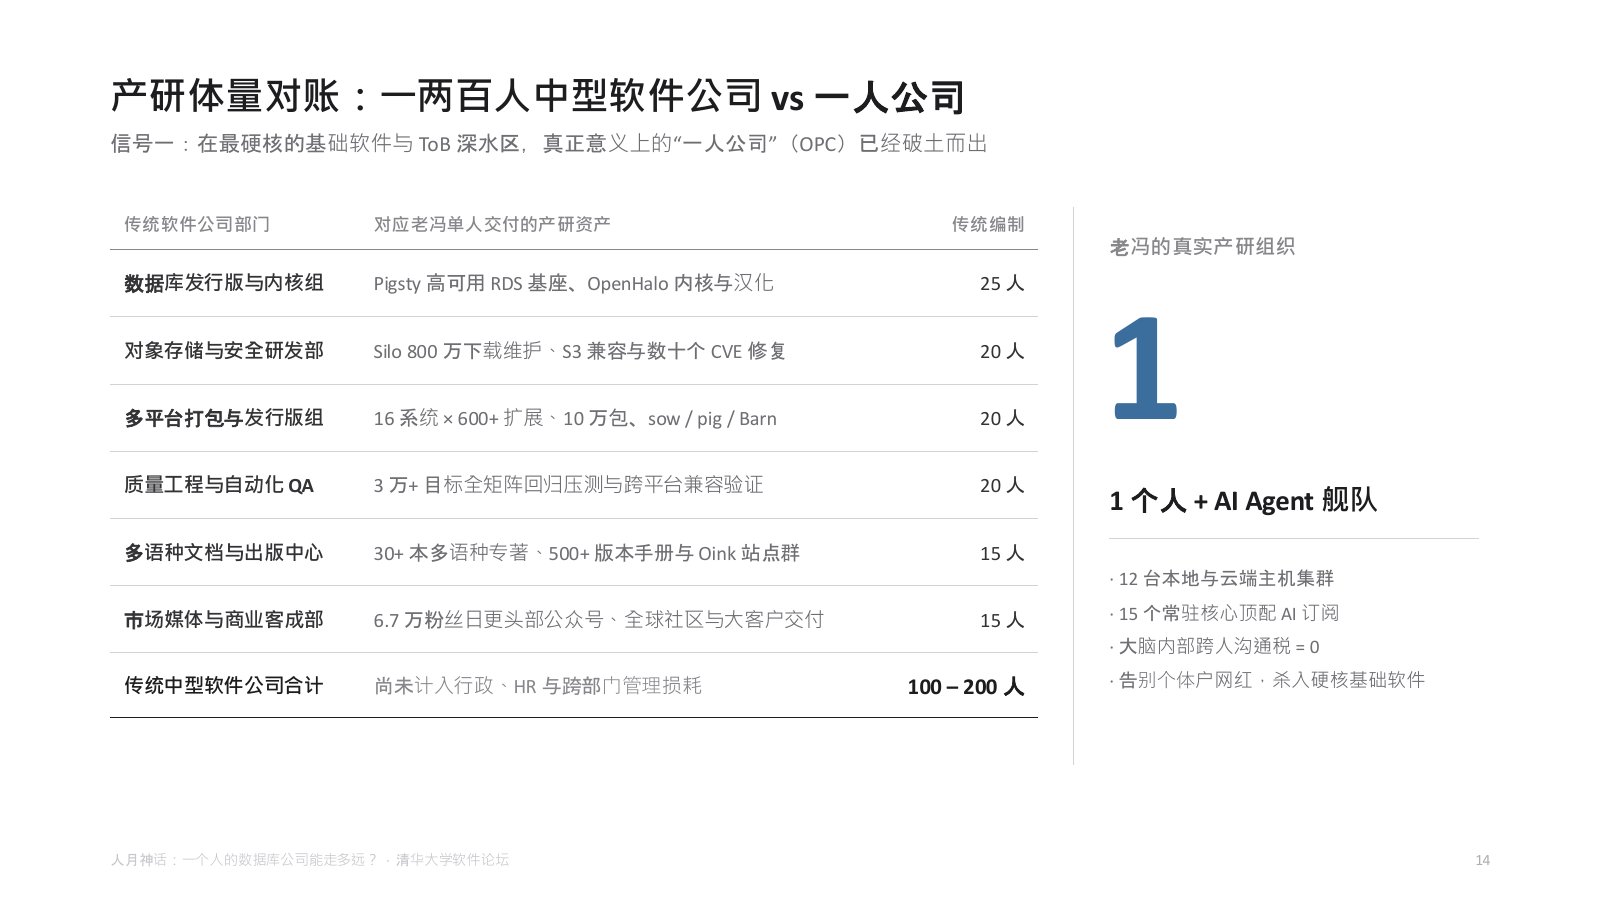 产研体量对账：一两百人中型软件公司 vs 一人公司
信号一：在最硬核的基础软件与 ToB 深水区，真正意义上的“一人公司”（OPC）已经破土而出
传统软件公司部门 对应老冯单人交付的产研资产 传统编制
数据库发行版与内核组 Pigsty 高可用 RDS 基座、OpenHalo 内核与汉化 25 人
对象存储与安全研发部 Silo 800 万下载维护、S3 兼容与数十个 CVE 修复 20 人
多平台打包与发行版组 16 系统 × 600+ 扩展、10 万包、sow / pig / Barn 20 人
质量工程与自动化 QA 3 万+ 目标全矩阵回归压测与跨平台兼容验证 20 人
多语种文档与出版中心 30+ 本多语种专著、500+ 版本手册与 Oink 站点群 15 人
市场媒体与商业客成部 6.7 万粉丝日更头部公众号、全球社区与大客户交付 15 人
传统中型软件公司合计 尚未计入行政、HR 与跨部门管理损耗 100 – 200 人
老冯的真实产研组织
1
1 个人 + AI Agent 舰队
· 12 台本地与云端主机集群
· 15 个常驻核心顶配 AI 订阅
· 大脑内部跨人沟通税 = 0
· 告别个体户网红 · 杀入硬核基础软件
人月神话：一个人的数据库公司能走多远？ · 清华大学软件论坛
14